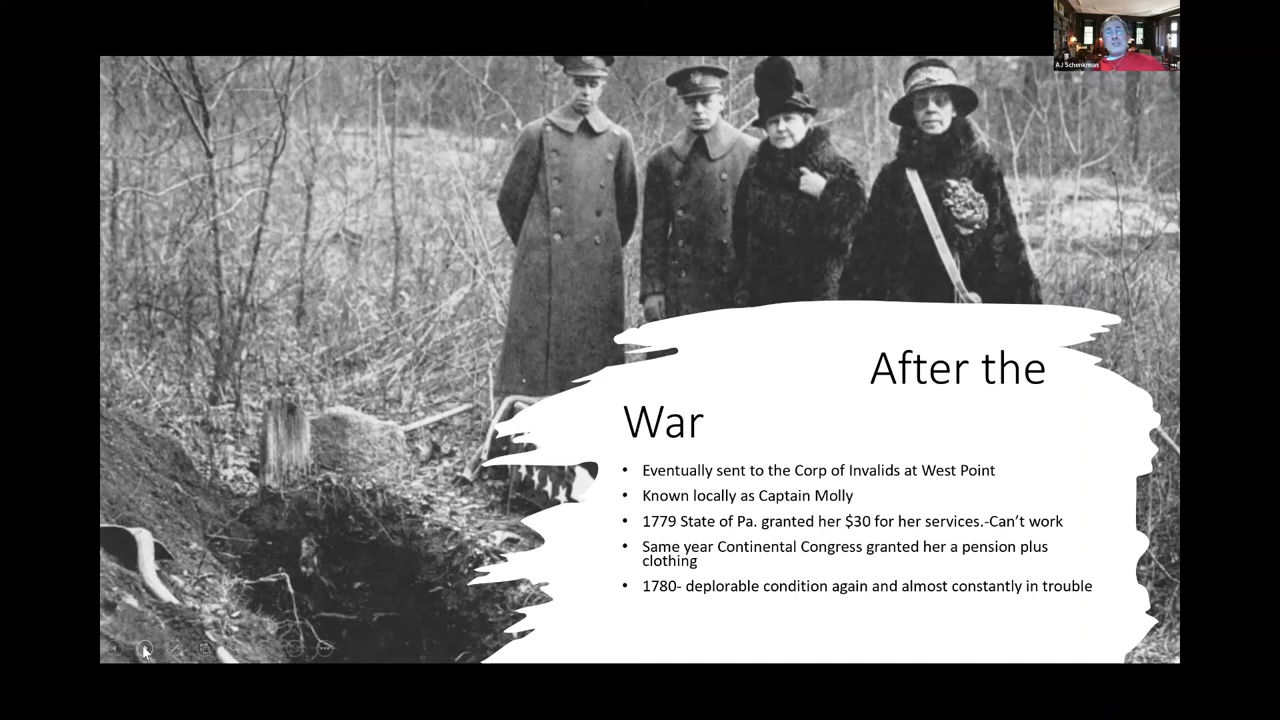 A.J Schenkman
After the
War
• Eventually sent to the Corp of Invalids at West Point
• Known locally as Captain Molly
• 1779 State of Pa. granted her $30 for her services.-Can't work
• Same year Continental Congress granted her a pension plus
clothing
• 1780- deplorable condition again and almost constantly in trouble